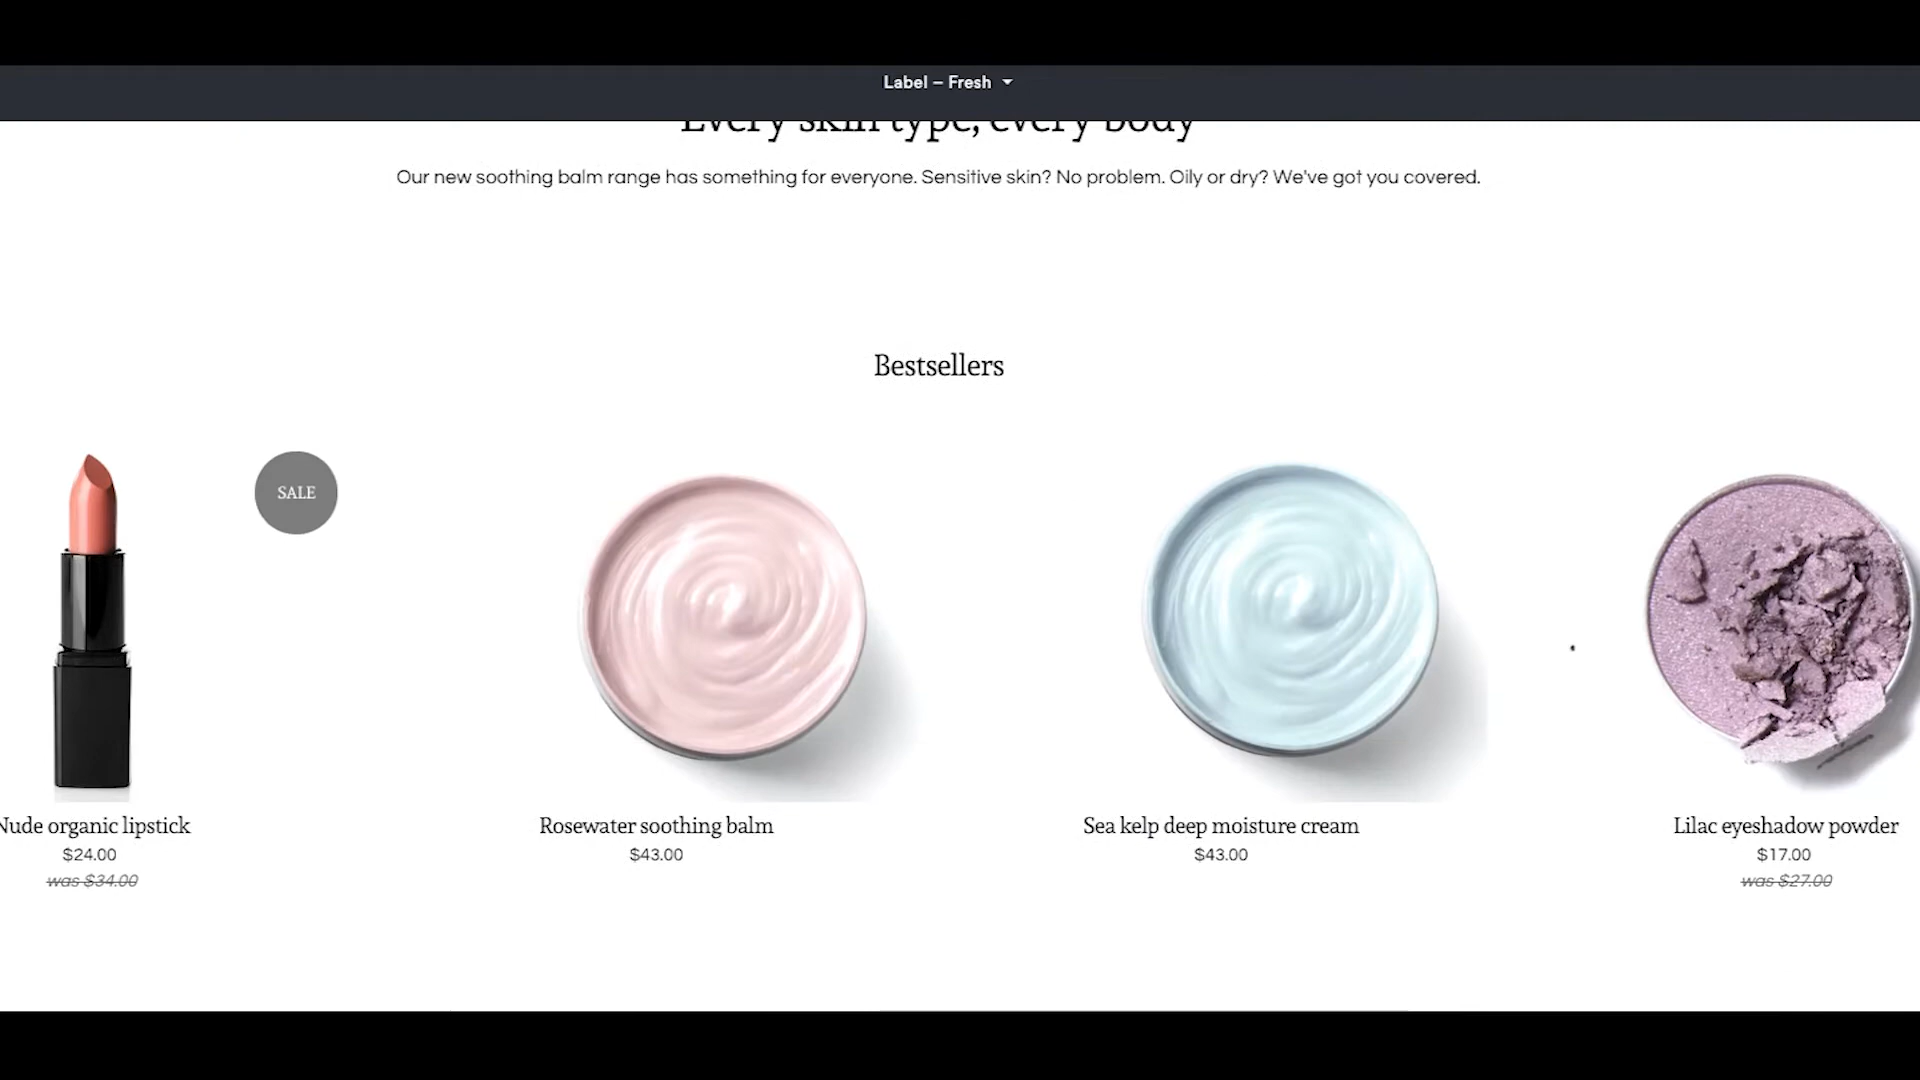 Label – Fresh
Every skin type, every body
Our new soothing balm range has something for everyone. Sensitive skin? No problem. Oily or dry? We've got you covered.
Bestsellers
SALE
Nude organic lipstick
$24.00
was $34.00
Rosewater soothing balm
$43.00
Sea kelp deep moisture cream
$43.00
Lilac eyeshadow powder
$17.00
was $27.00